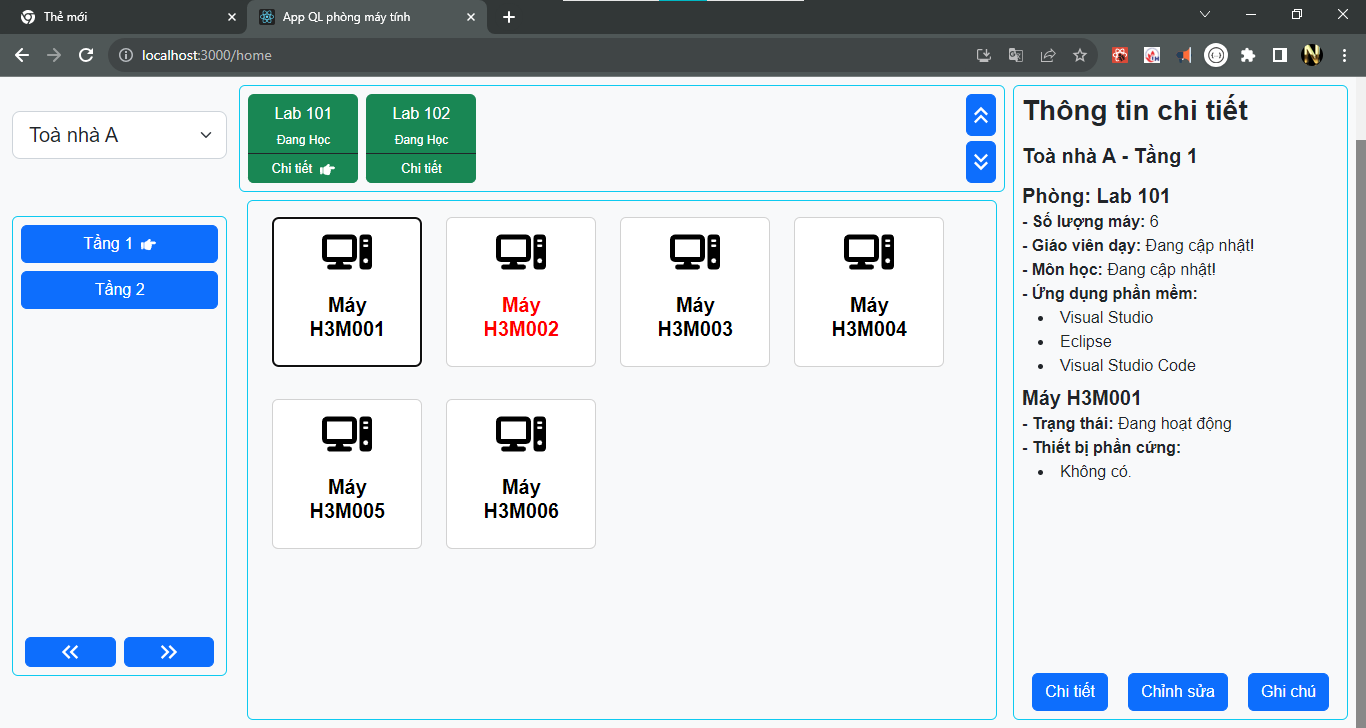 Thẻ mới
App QL phòng máy tính
localhost:3000/home
Toà nhà A
Tầng 1
Tầng 2
Lab 101
Đang Học
Chi tiết
Lab 102
Đang Học
Chi tiết
Máy
H3M001
Máy
H3M002
Máy
H3M003
Máy
H3M004
Máy
H3M005
Máy
H3M006
Thông tin chi tiết
Toà nhà A - Tầng 1
Phòng: Lab 101
- Số lượng máy: 6
- Giáo viên dạy: Đang cập nhật!
- Môn học: Đang cập nhật!
- Ứng dụng phần mềm:
• Visual Studio
• Eclipse
• Visual Studio Code
Máy H3M001
- Trạng thái: Đang hoạt động
- Thiết bị phần cứng:
• Không có.
Chi tiết
Chỉnh sửa
Ghi chú